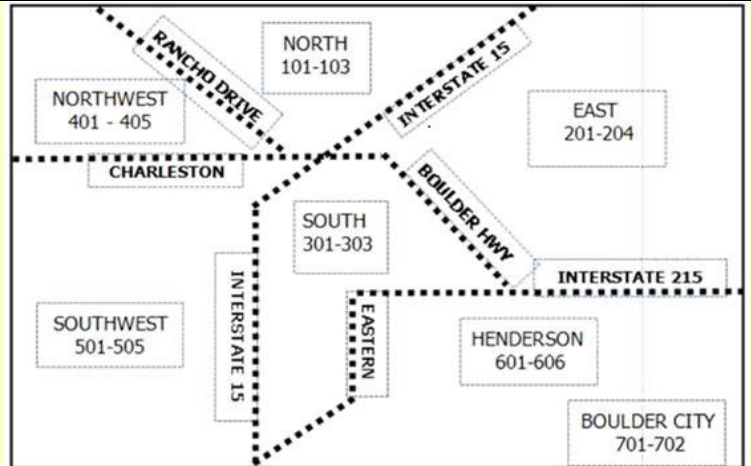 NORTH
101-103
RANCHO DRIVE
INTERSTATE 15
NORTHWEST
401 - 405
EAST
201-204
CHARLESTON
BOULDER HWY
SOUTH
301-303
INTERSTATE 15
INTERSTATE 215
EASTERN
SOUTHWEST
501-505
HENDERSON
601-606
BOULDER CITY
701-702